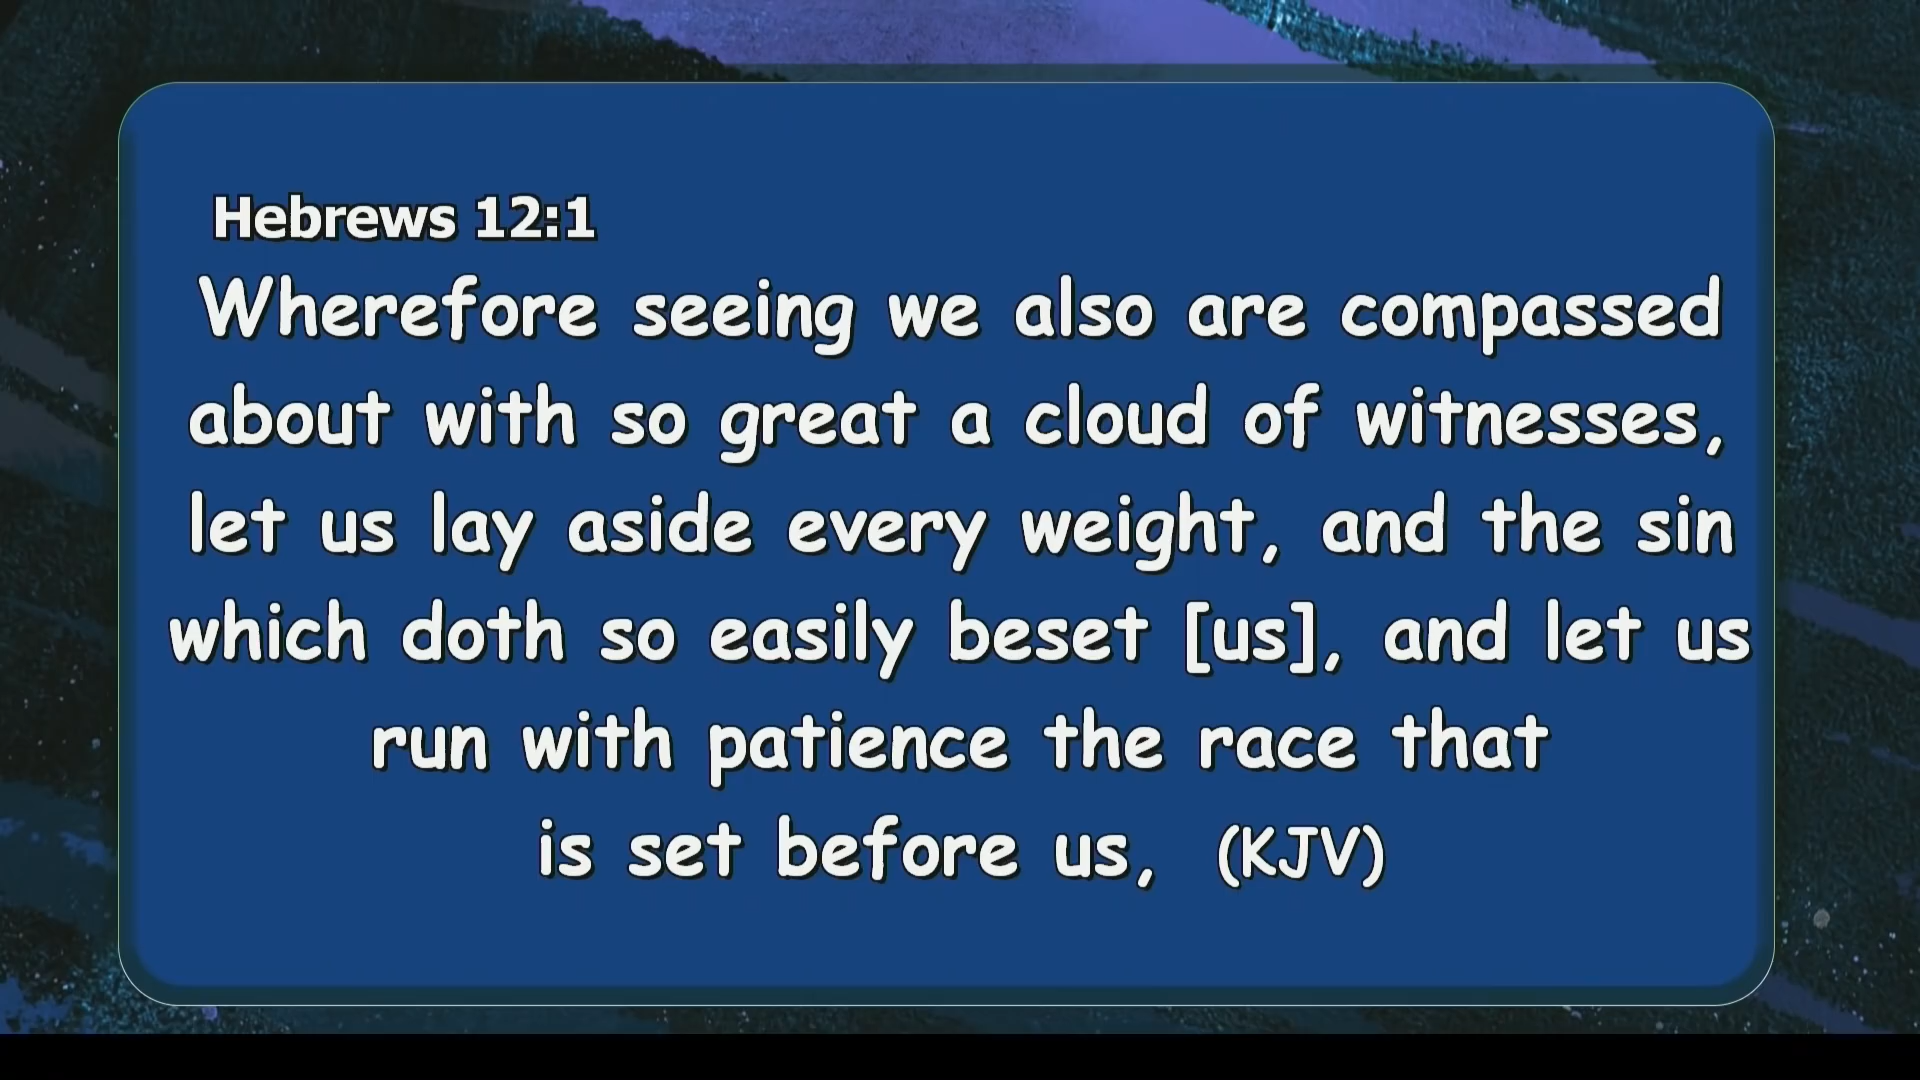 Hebrews 12:1
Wherefore seeing we also are compassed
about with so great a cloud of witnesses,
let us lay aside every weight, and the sin
which doth so easily beset [us], and let us
run with patience the race that
is set before us, (KJV)